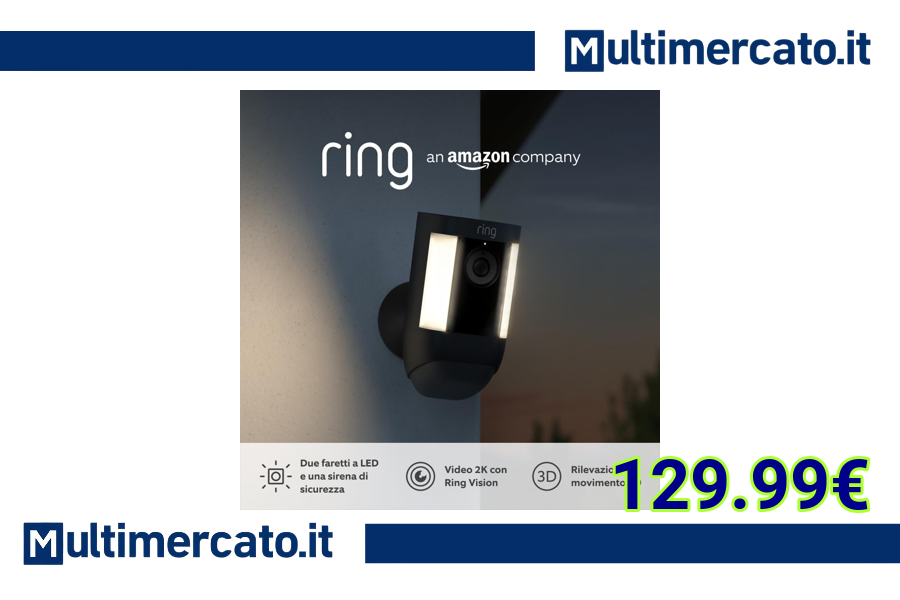 Multimercato.it
ring an amazon company
ring
Due faretti a LED
e una sirena di
sicurezza
Video 2K con
Ring Vision
3D
movimento
129.99€
Multimercato.it